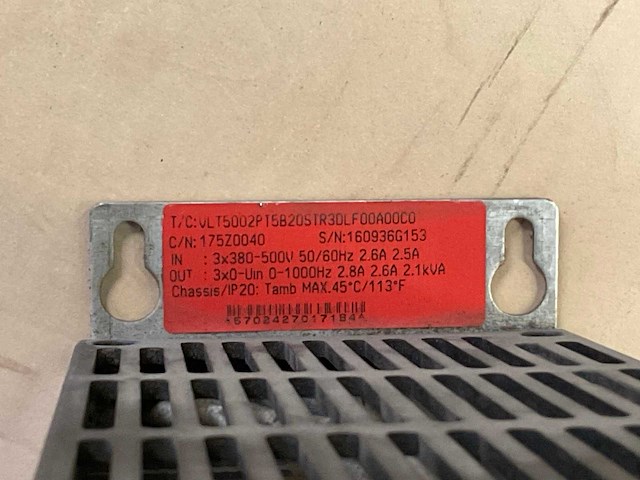 T/C:VLT5002PT5B20STR3DLF00A00C0
C/N:175Z0040 S/N:160936G153
IN : 3x380-500V 50/60Hz 2.6A 2.5A
OUT : 3x0-Uin 0-1000Hz 2.8A 2.6A 2.1kVA
Chassis/IP20: Tamb MAX.45°C/113°F
*5702427017184*